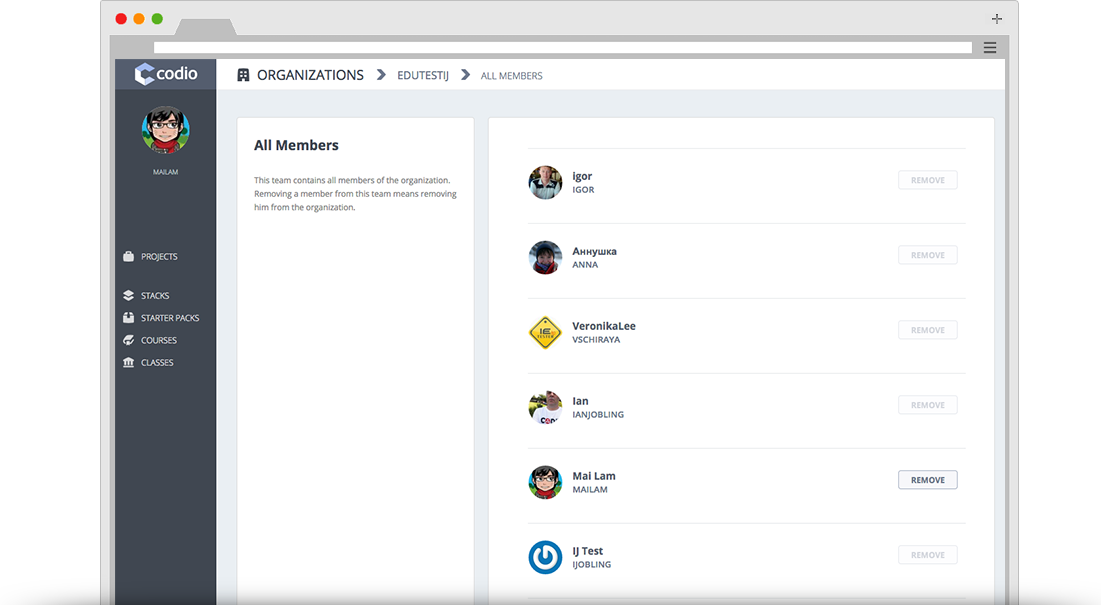 codio
ORGANIZATIONS
EDUTESTIJ
ALL MEMBERS
MAILAM
PROJECTS
STACKS
STARTER PACKS
COURSES
CLASSES
All Members
This team contains all members of the organization.
Removing a member from this team means removing
him from the organization.
igor
IGOR
REMOVE
Аннушка
ANNA
REMOVE
IE
TESTER
VeronikaLee
VSCHIRAYA
REMOVE
Ian
IANJOBLING
REMOVE
Mai Lam
MAILAM
REMOVE
IJ Test
IJOBLING
REMOVE